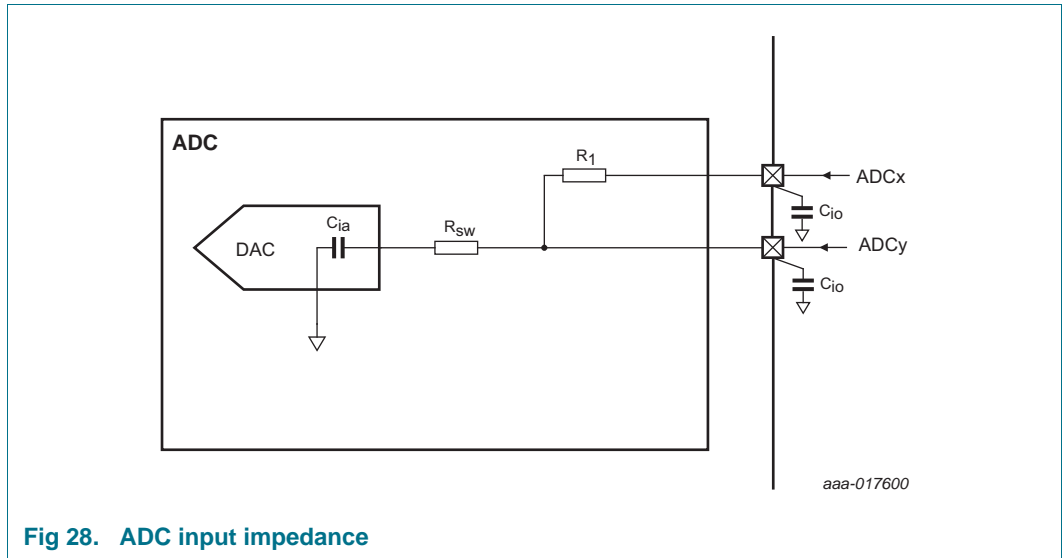 ADC
R1
ADCx
Cio
Cia
Rsw
DAC
ADCy
Cio
aaa-017600
Fig 28. ADC input impedance